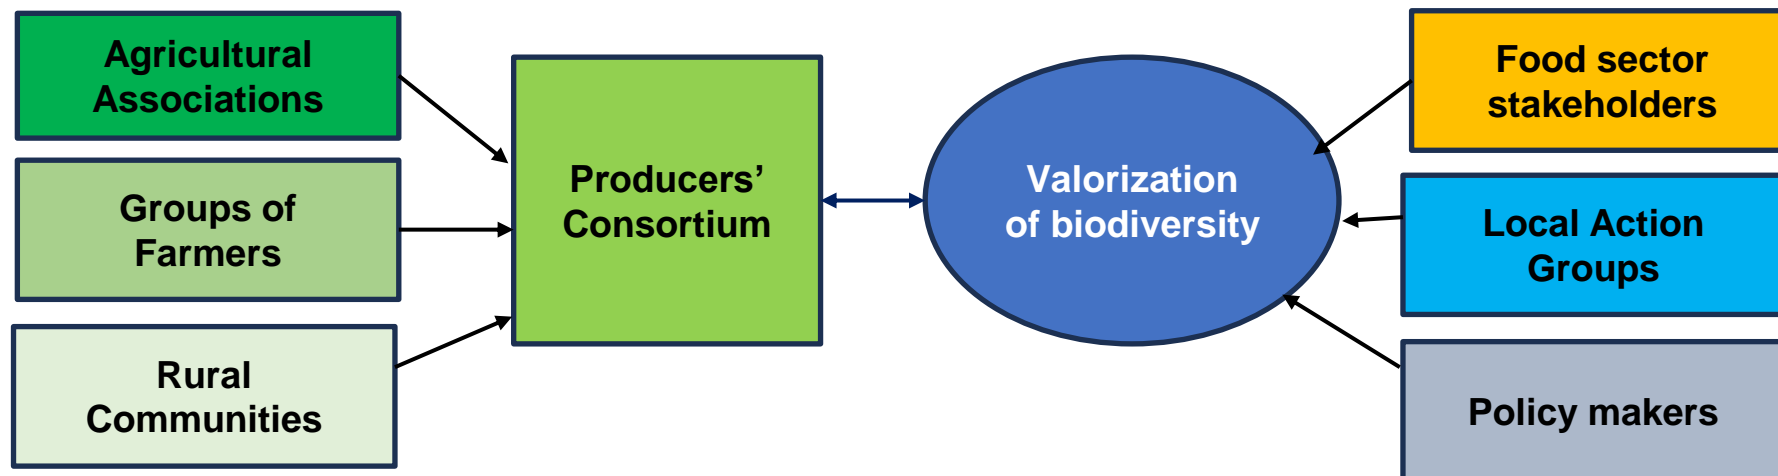 Agricultural
Associations
Groups of
Farmers
Rural
Communities
Producers’
Consortium
Valorization
of biodiversity
Food sector
stakeholders
Local Action
Groups
Policy makers